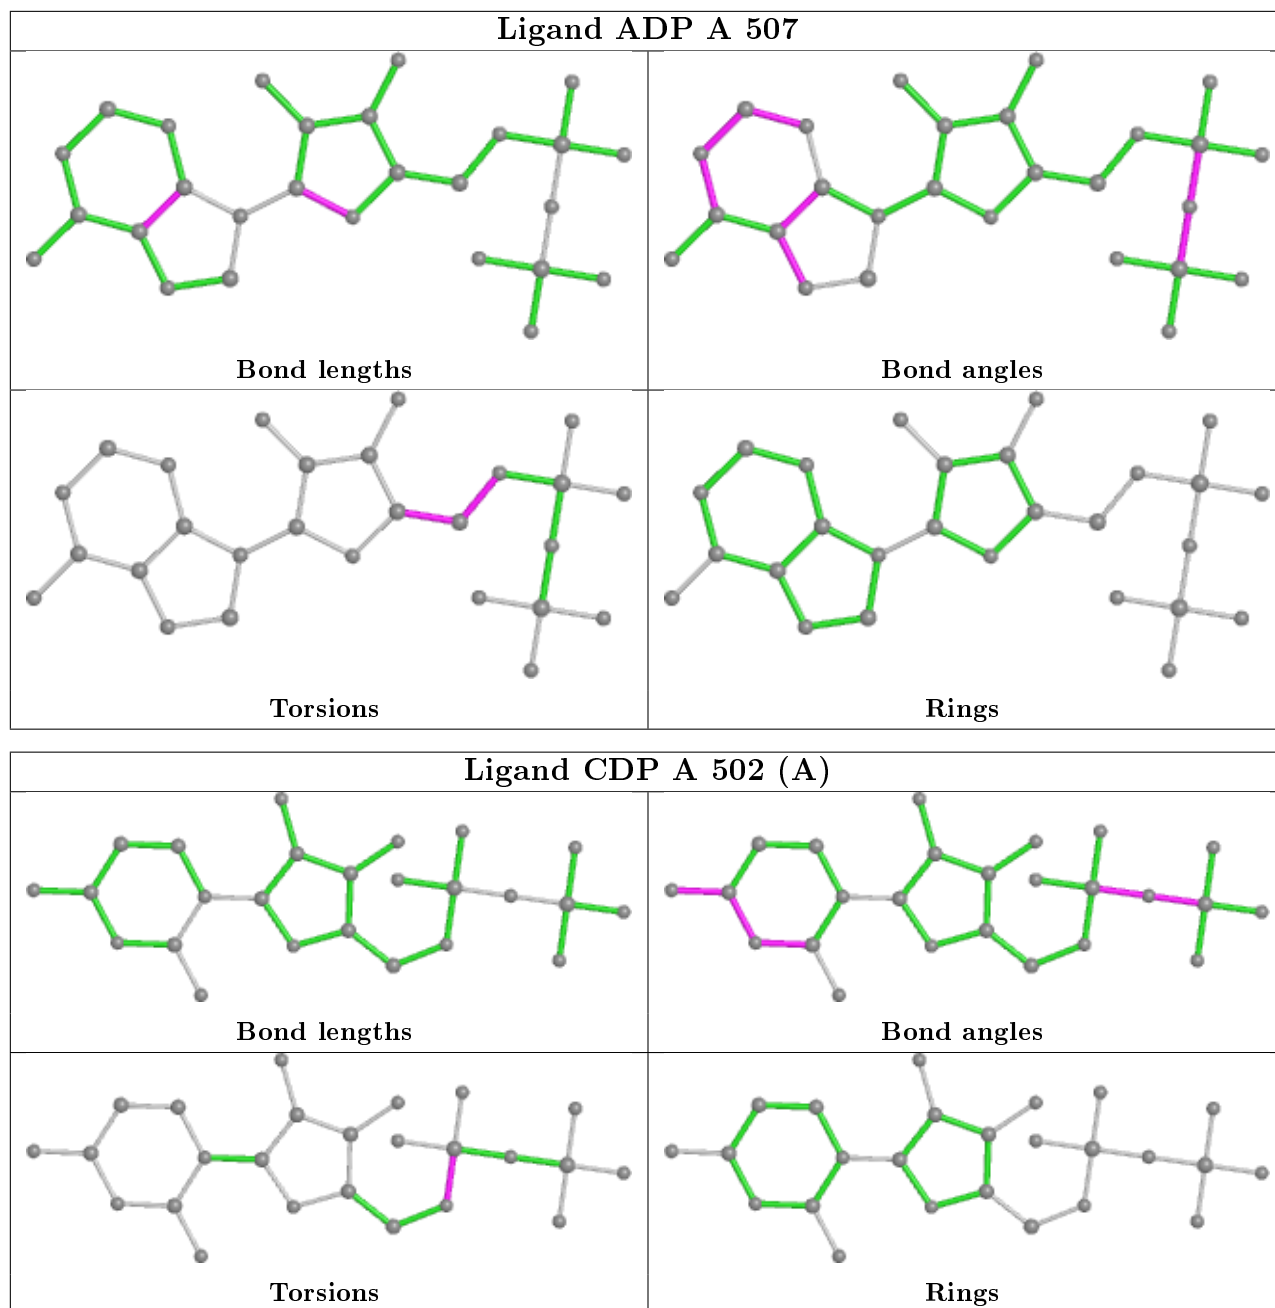 Ligand ADP A 507
Bond lengths
Bond angles
Torsions
Rings
Ligand CDP A 502 (A)
Bond lengths
Bond angles
Torsions
Rings